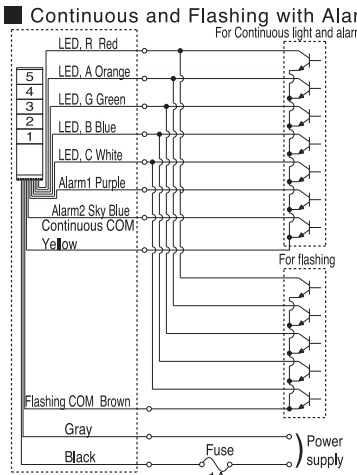 ■ Continuous and Flashing with Alar
For Continuous light and alarm
LED, R Red
LED, A Orange
LED, G Green
LED, B Blue
LED, C White
Alarm1 Purple
Alarm2 Sky Blue
Continuous COM
Yellow
5
4
3
2
1
For flashing
Flashing COM Brown
Gray
Black
Fuse
Power
supply